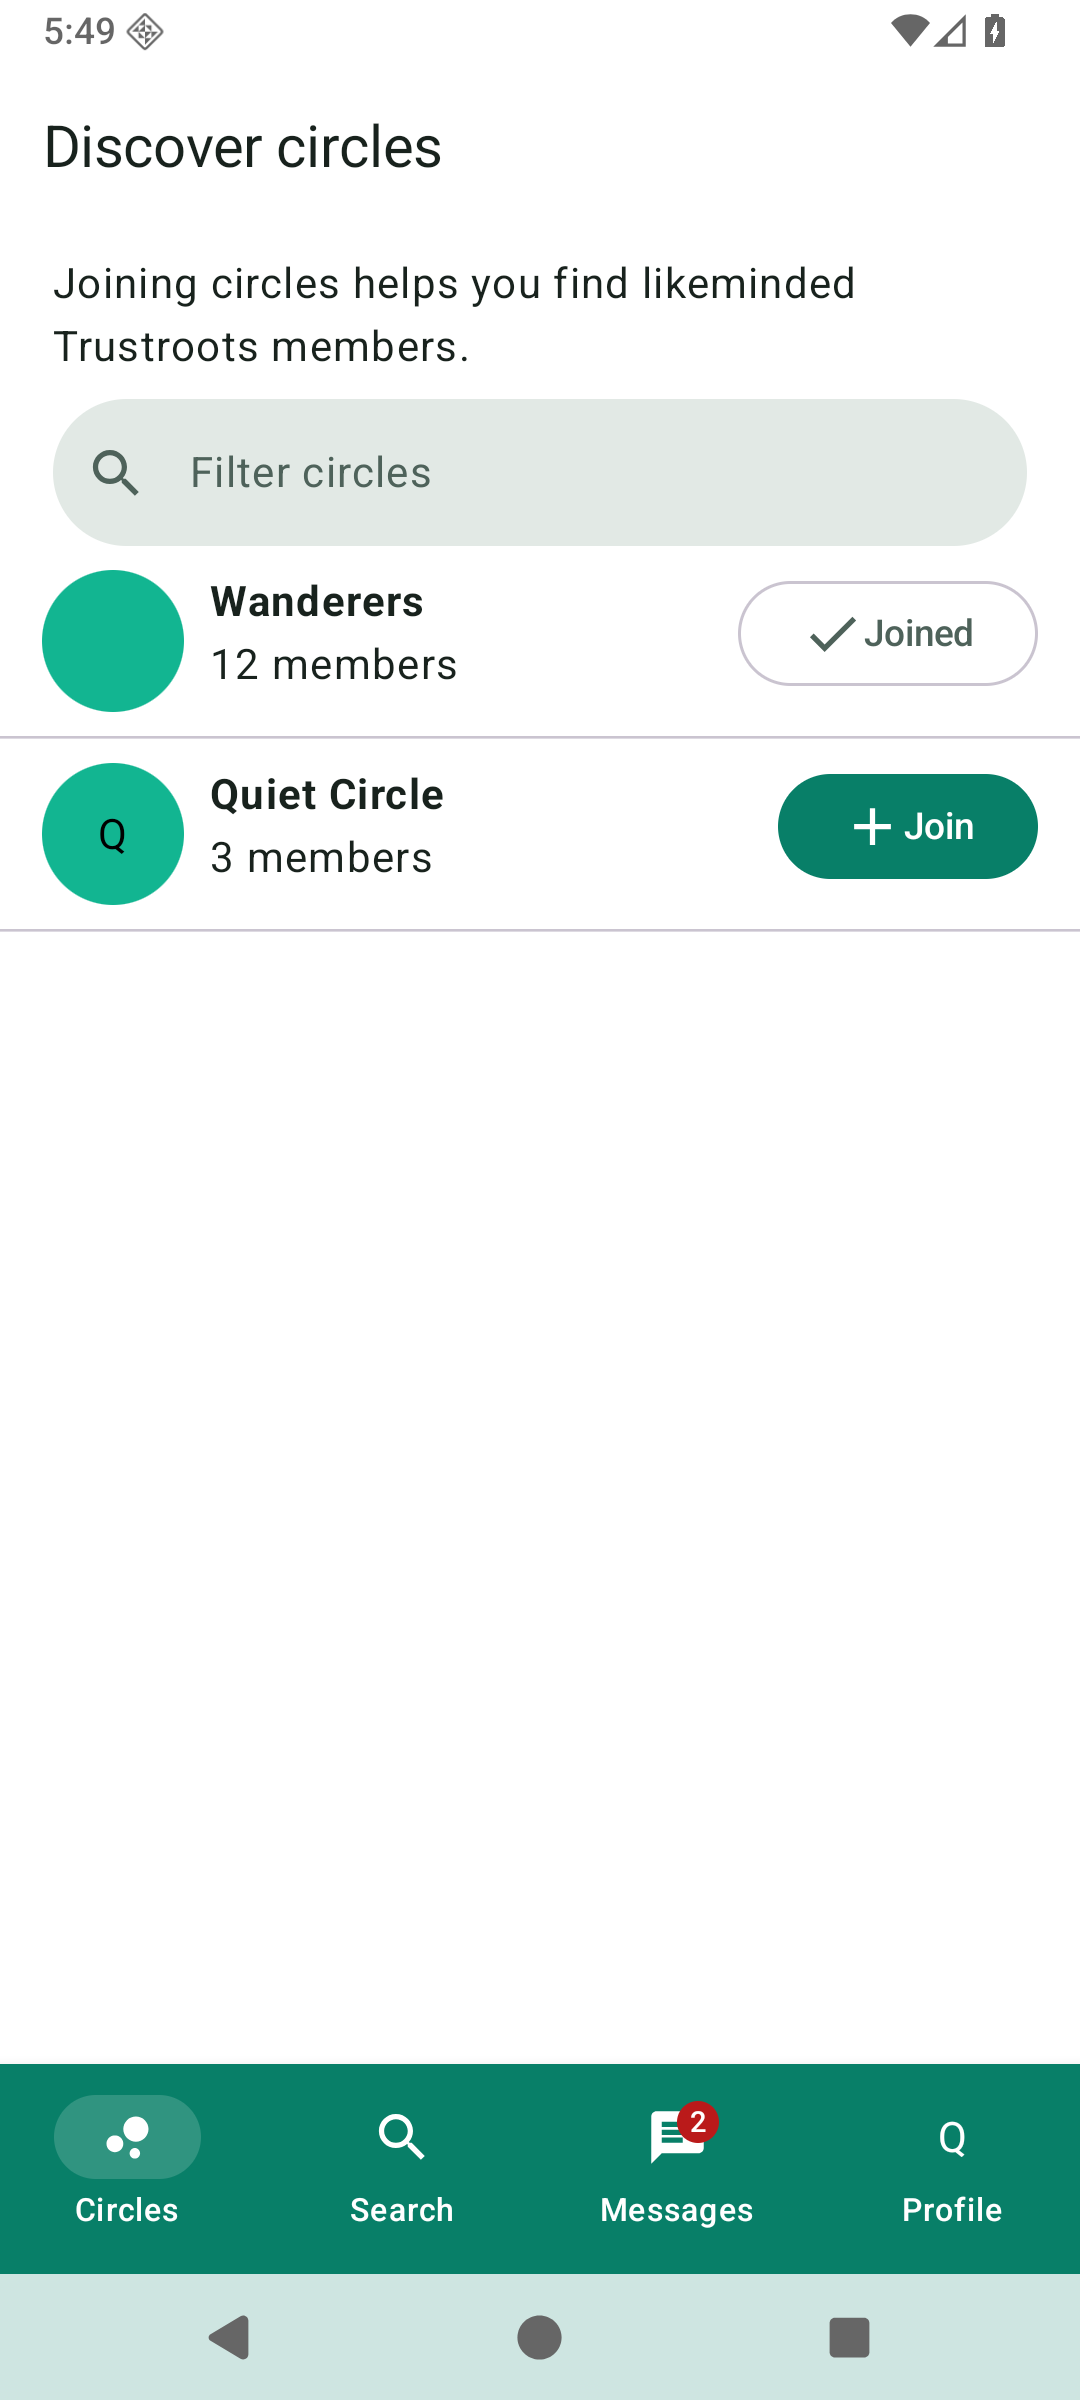 5:49
Discover circles
Joining circles helps you find likeminded
Trustroots members.
Filter circles
Wanderers
12 members
Joined
Q
Quiet Circle
3 members
Join
2
Q
Circles
Search
Messages
Profile